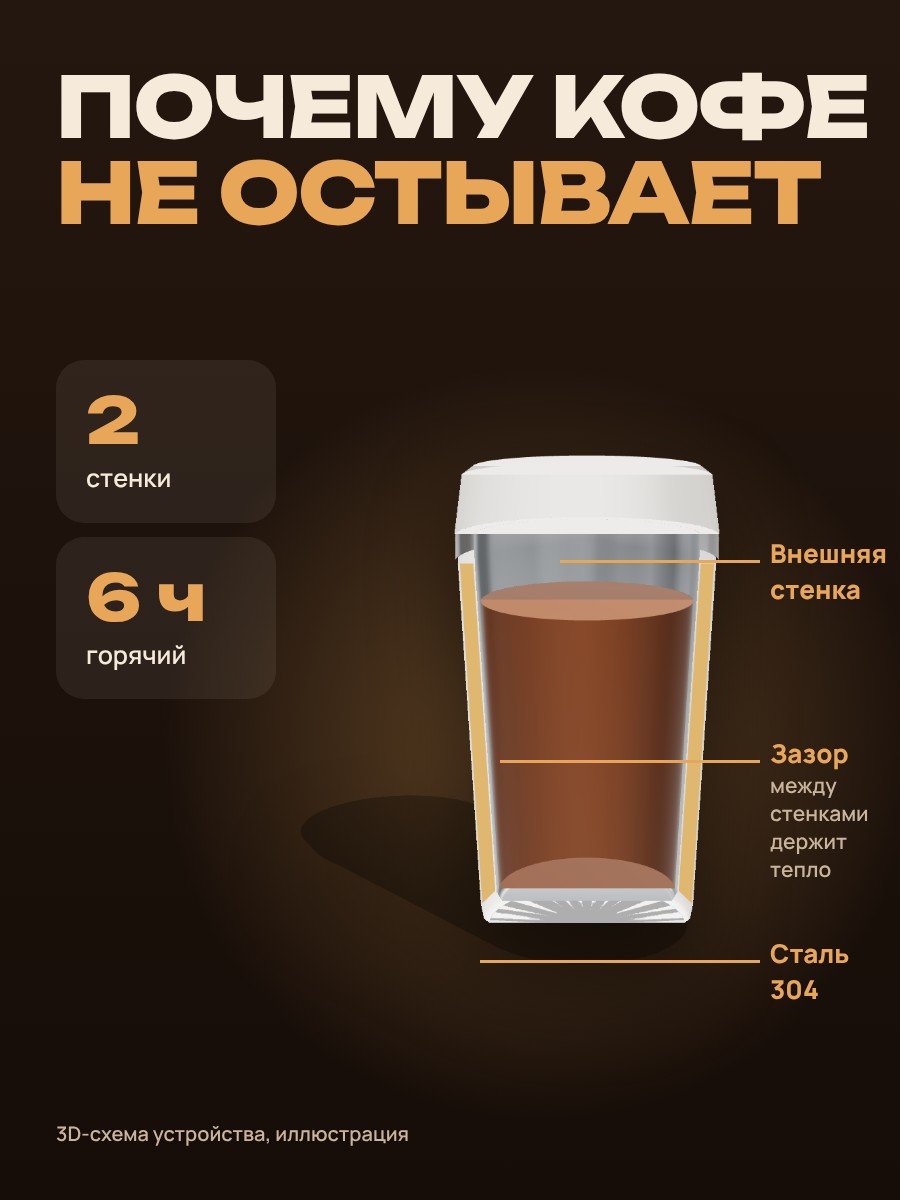 ПОЧЕМУ КОФЕ
НЕ ОСТЫВАЕТ
2
стенки
6 ч
горячий
Внешняя
стенка
Зазор
между
стенками
держит
тепло
Сталь
304
3D-схема устройства, иллюстрация